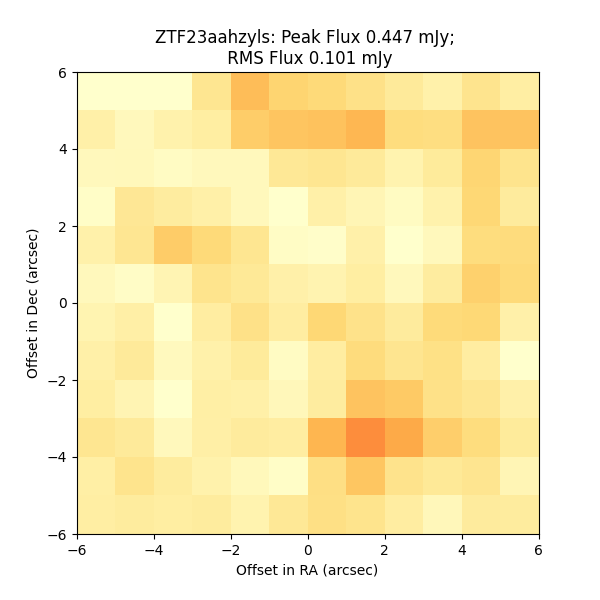 ZTF23aahzyls: Peak Flux 0.447 mJy;
RMS Flux 0.101 mJy
6
4
2
0
−2
−4
−6
Offset in Dec (arcsec)
−6 −4 −2 0 2 4 6
Offset in RA (arcsec)